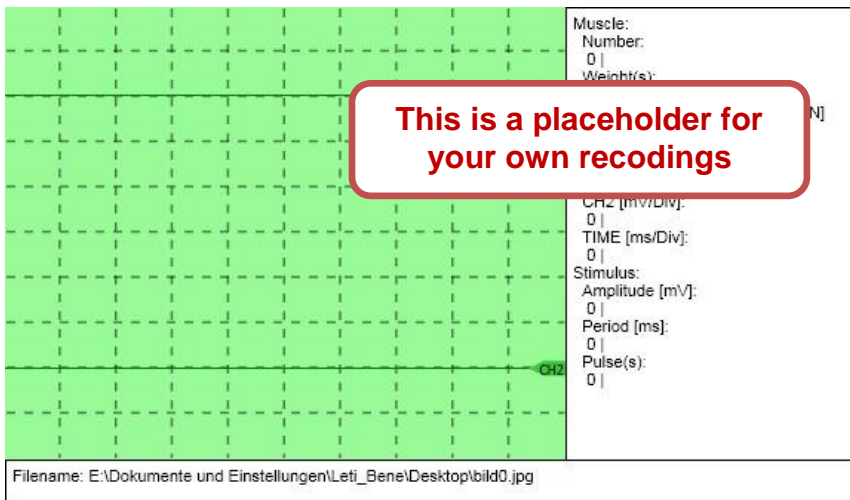 Muscle:
Number:
0 |
Weight(s):
N]
This is a placeholder for
your own recodings
CH2 [mV/Div]:
0 |
TIME [ms/Div]:
0 |
Stimulus:
Amplitude [mV]:
0 |
Period [ms]:
0 |
Pulse(s):
0 |
CH2
Filename: E:\Dokumente und Einstellungen\Leti_Bene\Desktop\bild0.jpg